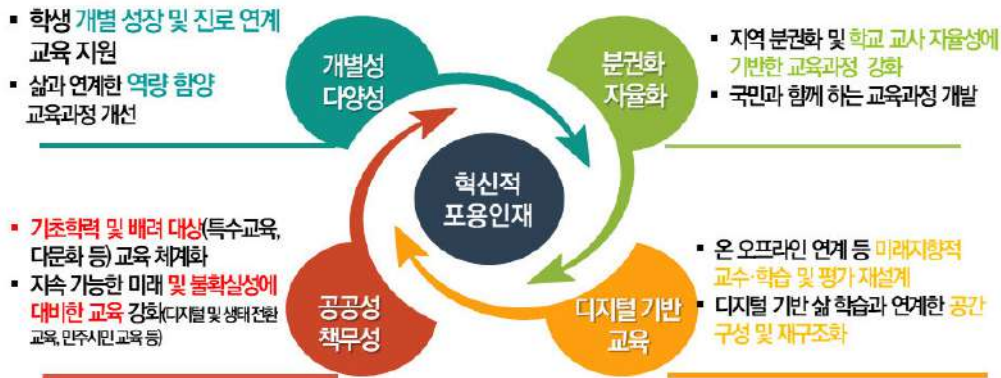 ▪ 학생 개별 성장 및 진로 연계
교육 지원
▪ 삶과 연계한 역량 함양
교육과정 개선
개별성
다양성
분권화
자율화
▪ 지역 분권화 및 학교 교사 자율성에
기반한 교육과정 강화
▪ 국민과 함께 하는 교육과정 개발
혁신적
포용인재
▪ 기초학력 및 배려 대상(특수교육,
다문화 등) 교육 체계화
▪ 지속 가능한 미래 및 불확실성에
대비한 교육 강화(디지털 및 생태 전환
교육, 민주시민 교육 등)
공공성
책무성
디지털 기반
교육
▪ 온 오프라인 연계 등 미래지향적
교수·학습 및 평가 재설계
▪ 디지털 기반 삶 학습과 연계한 공간
구성 및 재구조화